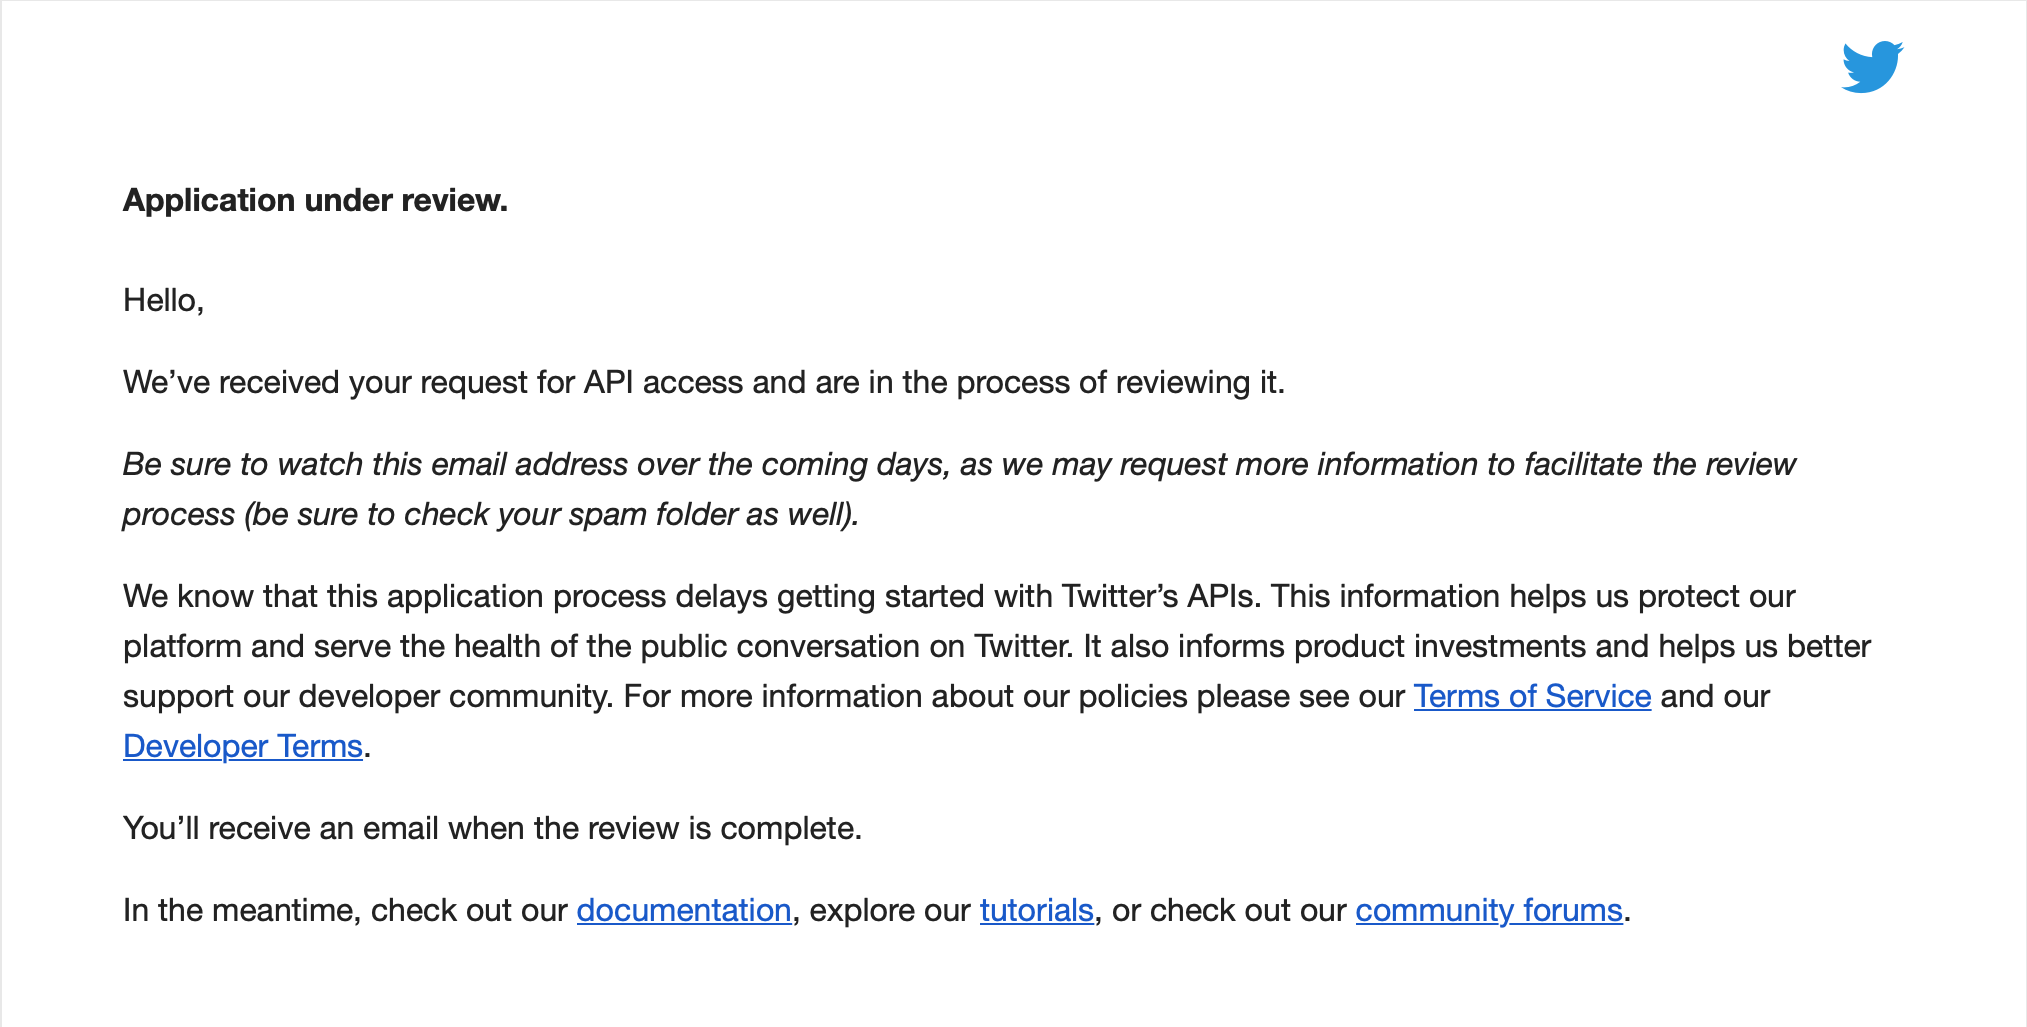 Application under review.
Hello,
We’ve received your request for API access and are in the process of reviewing it.
Be sure to watch this email address over the coming days, as we may request more information to facilitate the review
process (be sure to check your spam folder as well).
We know that this application process delays getting started with Twitter’s APIs. This information helps us protect our
platform and serve the health of the public conversation on Twitter. It also informs product investments and helps us better
support our developer community. For more information about our policies please see our Terms of Service and our
Developer Terms.
You’ll receive an email when the review is complete.
In the meantime, check out our documentation, explore our tutorials, or check out our community forums.